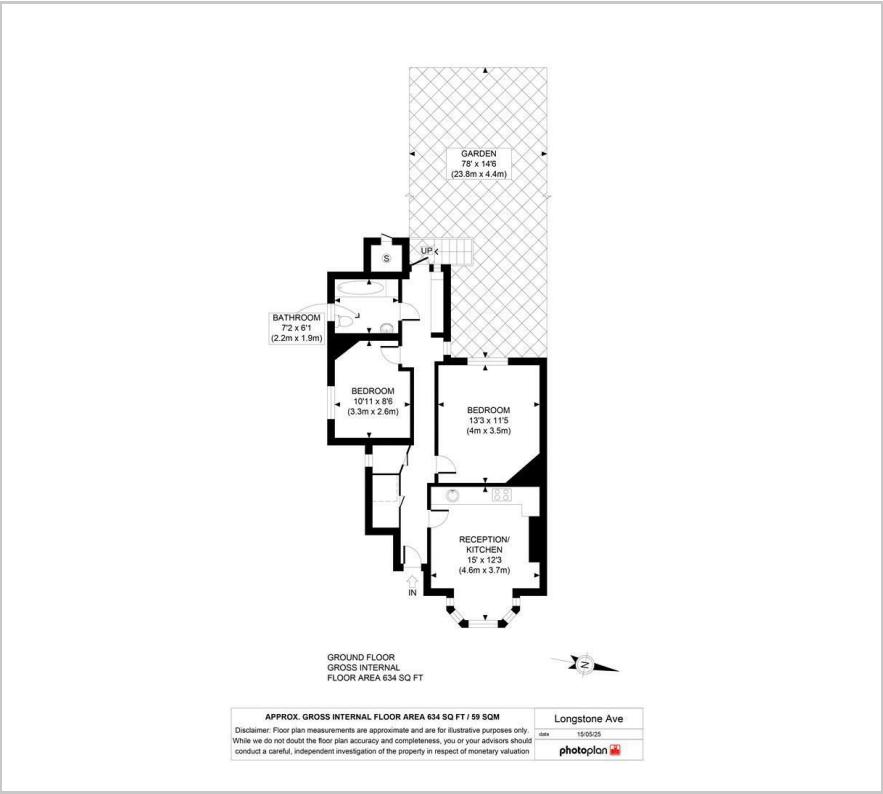 GARDEN
78' x 14'6
(23.8m x 4.4m)
UP
S
BATHROOM
7'2 x 6'1
(2.2m x 1.9m)
BEDROOM
10'11 x 8'6
(3.3m x 2.6m)
BEDROOM
13'3 x 11'5
(4m x 3.5m)
RECEPTION/
KITCHEN
15' x 12'3
(4.6m x 3.7m)
IN
GROUND FLOOR
GROSS INTERNAL
FLOOR AREA 634 SQ FT
N
APPROX. GROSS INTERNAL FLOOR AREA 634 SQ FT / 59 SQM
Disclaimer: Floor plan measurements are approximate and are for illustrative purposes only.
While we do not doubt the floor plan accuracy and completeness, you or your advisors should
conduct a careful, independent investigation of the property in respect of monetary valuation
Longstone Ave
date 15/05/25
photoplan